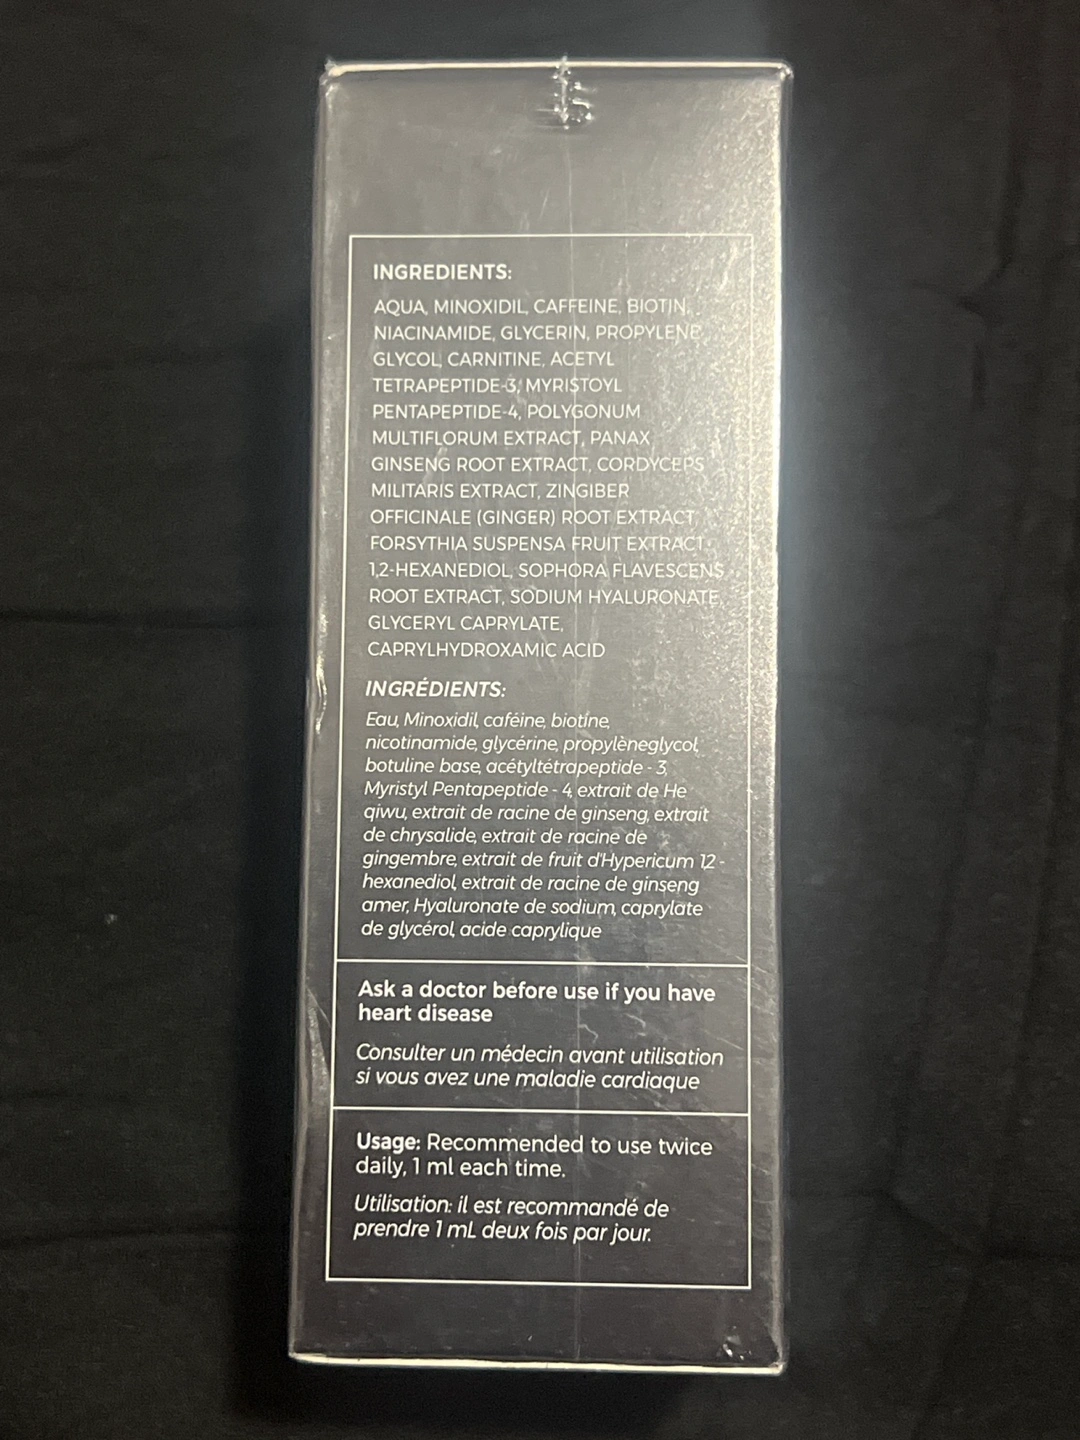 INGREDIENTS:
AQUA, MINOXIDIL, CAFFEINE, BIOTIN,
NIACINAMIDE, GLYCERIN, PROPYLENE
GLYCOL, CARNITINE, ACETYL
TETRAPEPTIDE-3, MYRISTOYL
PENTAPEPTIDE-4, POLYGONUM
MULTIFLORUM EXTRACT, PANAX
GINSENG ROOT EXTRACT, CORDYCEPS
MILITARIS EXTRACT, ZINGIBER
OFFICINALE (GINGER) ROOT EXTRACT,
FORSYTHIA SUSPENSA FRUIT EXTRACT,
1,2-HEXANEDIOL, SOPHORA FLAVESCENS
ROOT EXTRACT, SODIUM HYALURONATE,
GLYCERYL CAPRYLATE,
CAPRYLHYDROXAMIC ACID
INGRÉDIENTS:
Eau, Minoxidil, caféine, biotine,
nicotinamide, glycérine, propylèneglycol,
botuline base, acétyltétrapeptide - 3,
Myristyl Pentapeptide - 4, extrait de He
qiwu, extrait de racine de ginseng, extrait
de chrysalide, extrait de racine de
gingembre, extrait de fruit d'Hypericum 1,2 -
hexanediol, extrait de racine de ginseng
amer, Hyaluronate de sodium, caprylate
de glycérol, acide caprylique
Ask a doctor before use if you have
heart disease
Consulter un médecin avant utilisation
si vous avez une maladie cardiaque
Usage: Recommended to use twice
daily, 1 ml each time.
Utilisation: il est recommandé de
prendre 1 mL deux fois par jour.